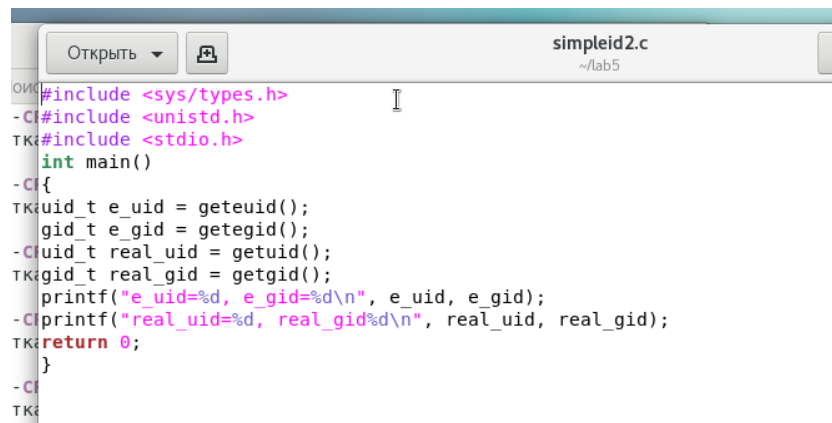 Открыть
simpleid2.c
~/lab5
#include <sys/types.h>
#include <unistd.h>
#include <stdio.h>
int main()
{
uid_t e_uid = geteuid();
gid_t e_gid = getegid();
uid_t real_uid = getuid();
gid_t real_gid = getgid();
printf("e_uid=%d, e_gid=%d\n", e_uid, e_gid);
printf("real_uid=%d, real_gid%d\n", real_uid, real_gid);
return 0;
}